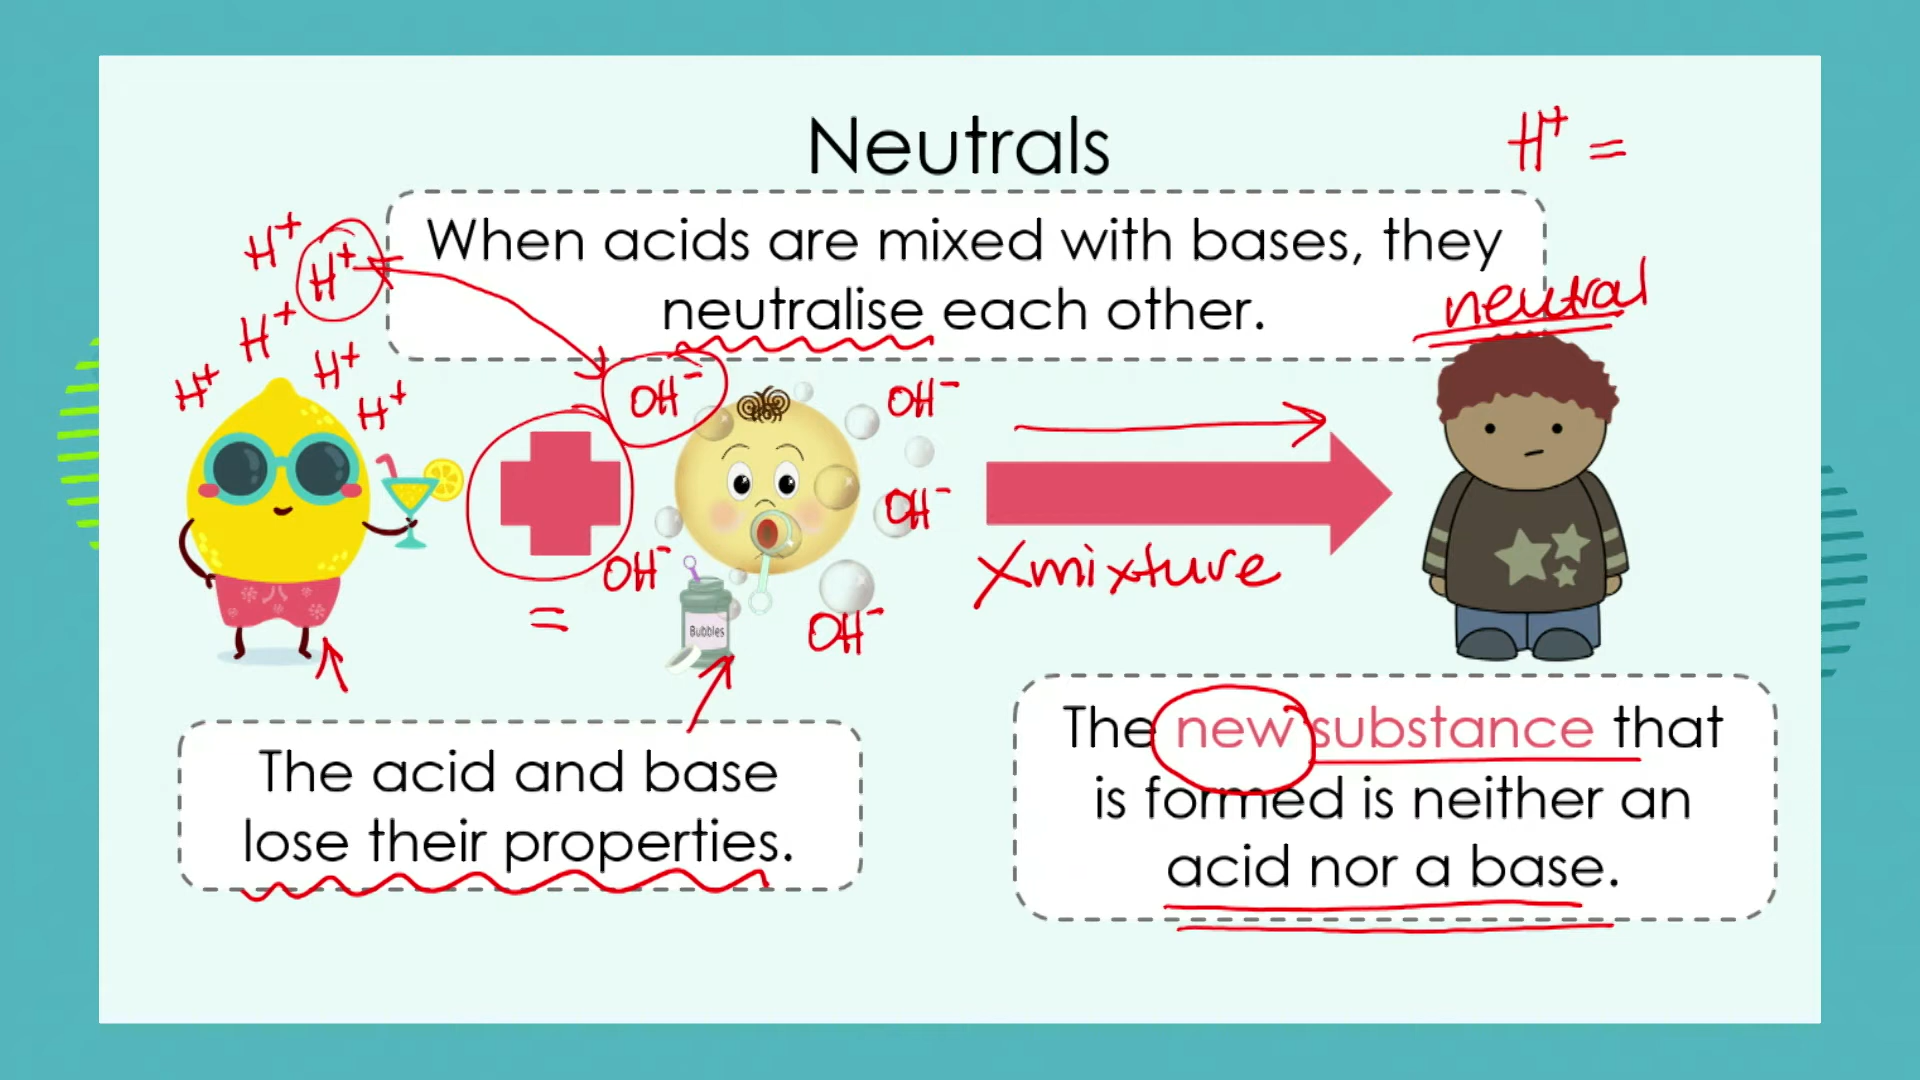 Neutrals
H⁺ =
When acids are mixed with bases, they
neutralise each other.
neutral
H⁺
H⁺
H⁺
H⁺
H⁺
H⁺
OH⁻
OH⁻
OH⁻
OH⁻
OH⁻
=
Bubbles
X mixture
The acid and base
lose their properties.
The new substance that
is formed is neither an
acid nor a base.